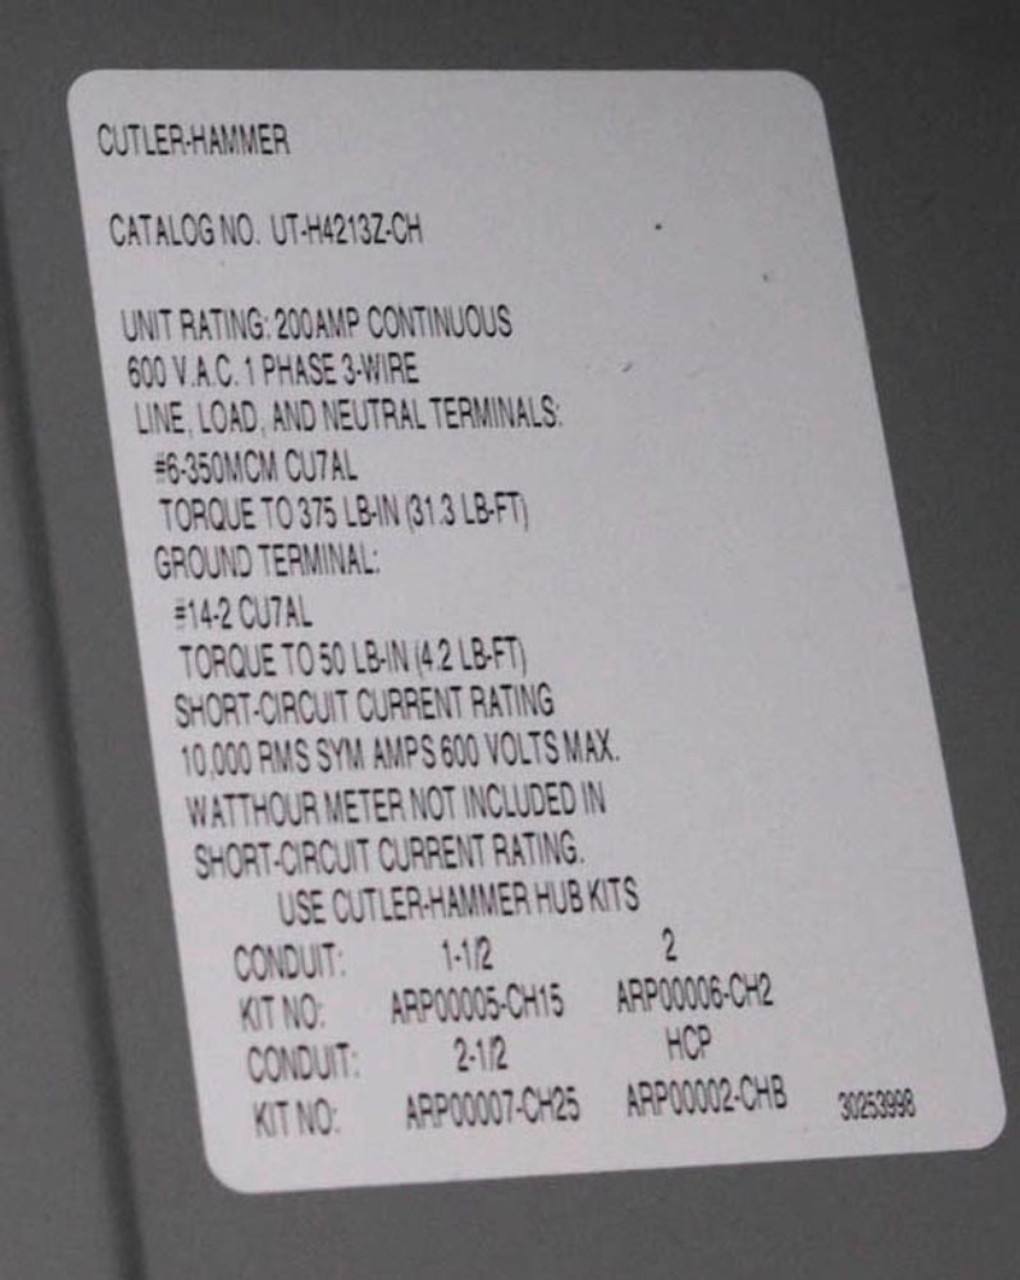 CUTLER-HAMMER
CATALOG NO. UT-H4213Z-CH
UNIT RATING: 200AMP CONTINUOUS
600 V.A.C. 1 PHASE 3-WIRE
LINE, LOAD, AND NEUTRAL TERMINALS:
#6-350MCM CU7AL
TORQUE TO 375 LB-IN (31.3 LB-FT)
GROUND TERMINAL:
#14-2 CU7AL
TORQUE TO 50 LB-IN (4.2 LB-FT)
SHORT-CIRCUIT CURRENT RATING
10,000 RMS SYM AMPS 600 VOLTS MAX.
WATTHOUR METER NOT INCLUDED IN
SHORT-CIRCUIT CURRENT RATING.
USE CUTLER-HAMMER HUB KITS
CONDUIT: 1-1/2 2
KIT NO: ARP00005-CH15 ARP00006-CH2
CONDUIT: 2-1/2 HCP
KIT NO: ARP00007-CH25 ARP00002-CHB 30253998